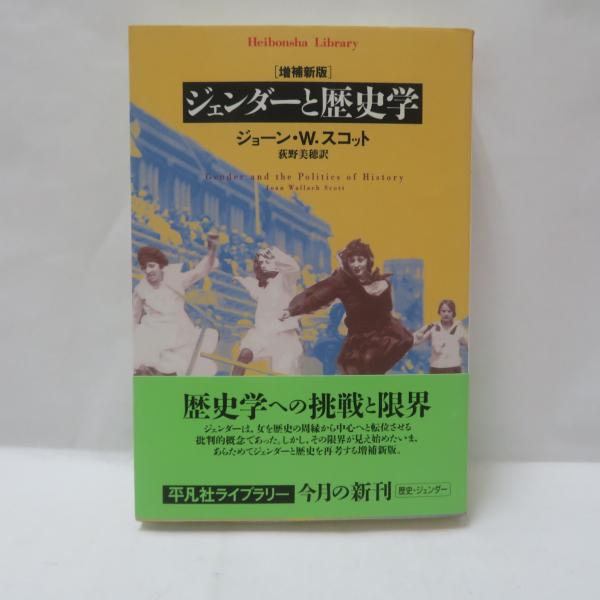 Heibonsha Library
［増補新版］
ジェンダーと歴史学
ジョーン・W.スコット
荻野美穂訳
Gender and the Politics of History
Joan Wallach Scott
歴史学への挑戦と限界
ジェンダーは、女を歴史の周縁から中心へと転位させる
批判的概念であった。しかし、その限界が見え始めたいま、
あらためてジェンダーと歴史を再考する増補新版。
平凡社ライブラリー 今月の新刊 歴史・ジェンダー